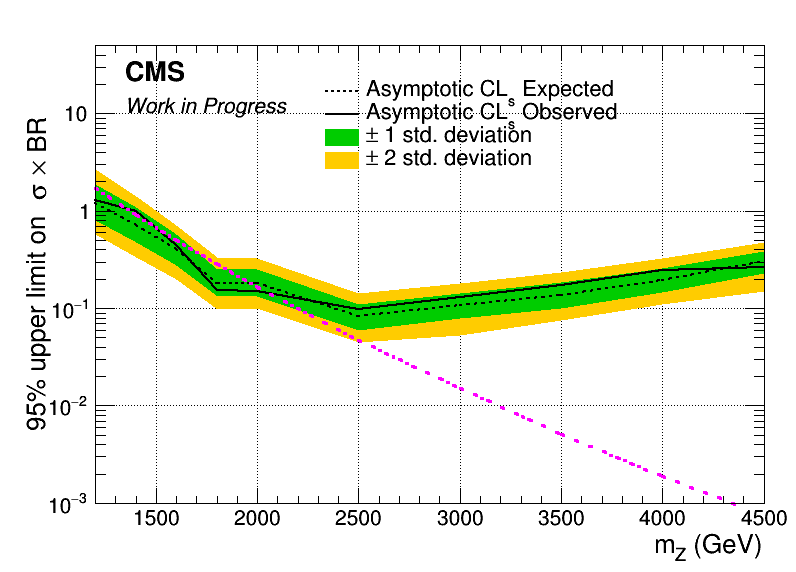 CMS
Work in Progress
Asymptotic CLs Expected
Asymptotic CLs Observed
± 1 std. deviation
± 2 std. deviation
95% upper limit on σ × BR
10
1
10⁻¹
10⁻²
10⁻³
1500 2000 2500 3000 3500 4000 4500
mZ (GeV)